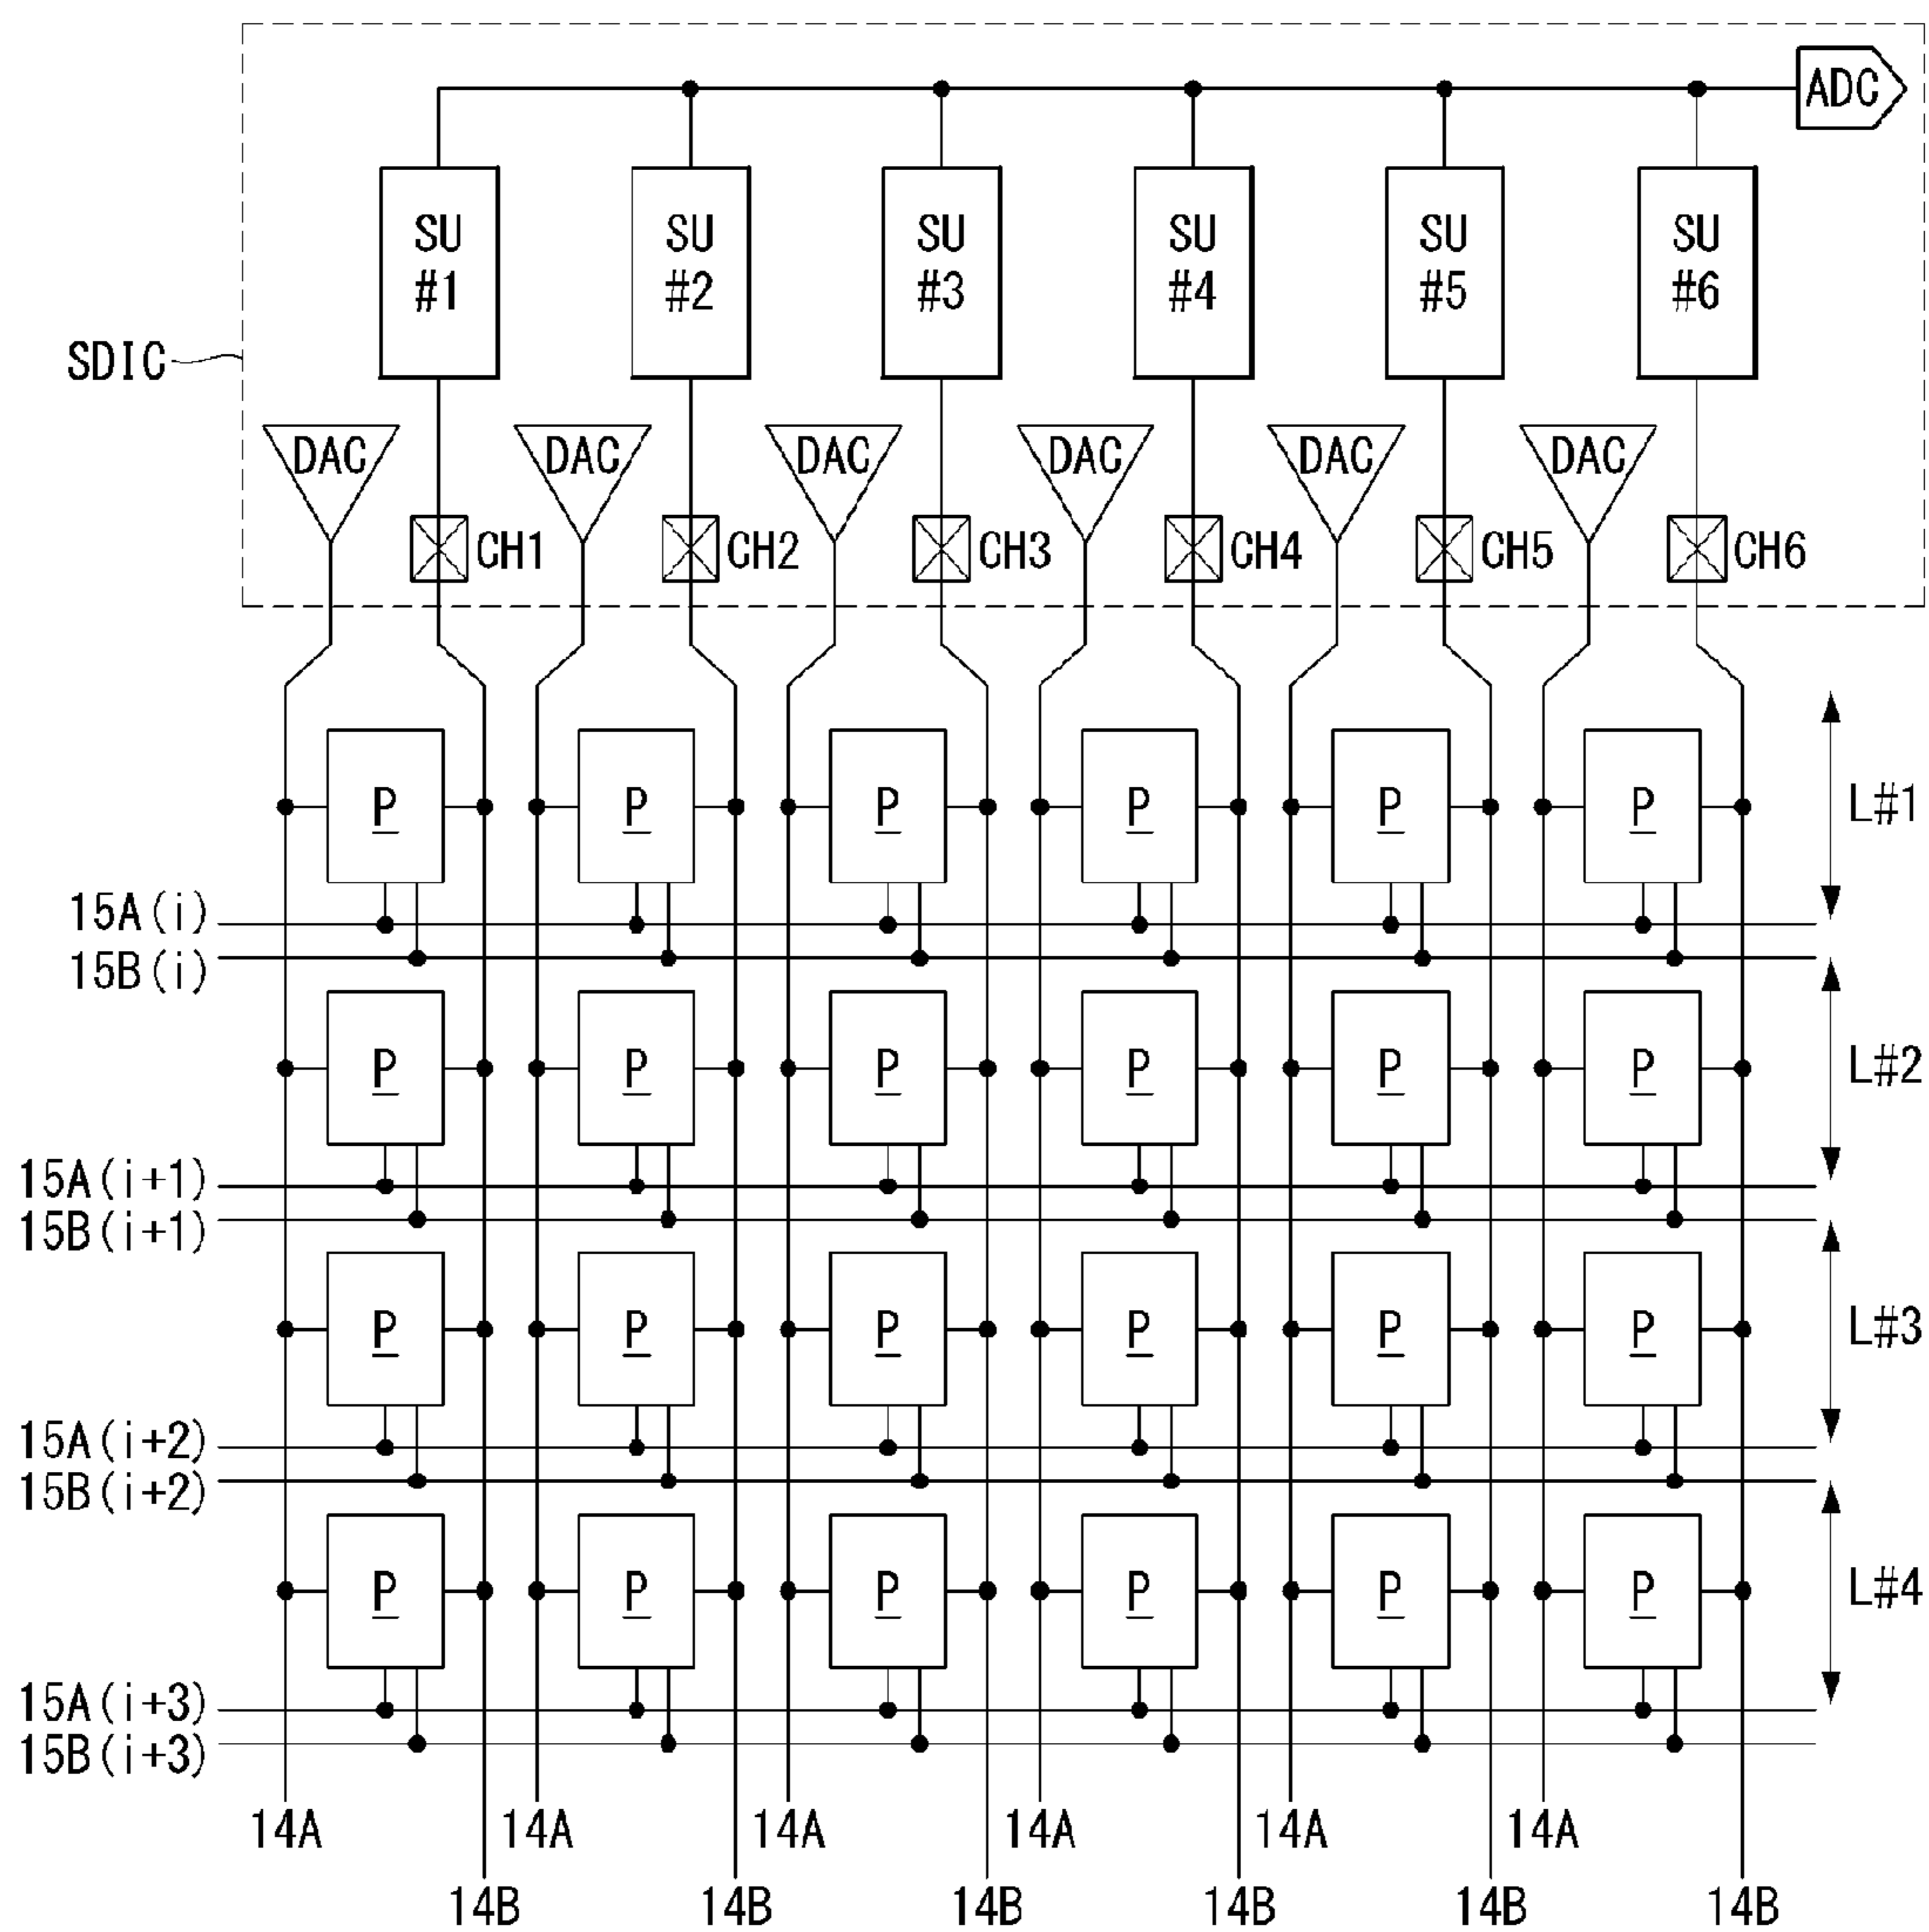 ADC
SU #1
SU #2
SU #3
SU #4
SU #5
SU #6
SDIC
DAC DAC DAC DAC DAC DAC
CH1 CH2 CH3 CH4 CH5 CH6
P P P P P P
L#1
15A(i)
15B(i)
P P P P P P
L#2
15A(i+1)
15B(i+1)
P P P P P P
L#3
15A(i+2)
15B(i+2)
P P P P P P
L#4
15A(i+3)
15B(i+3)
14A 14A 14A 14A 14A 14A
14B 14B 14B 14B 14B 14B